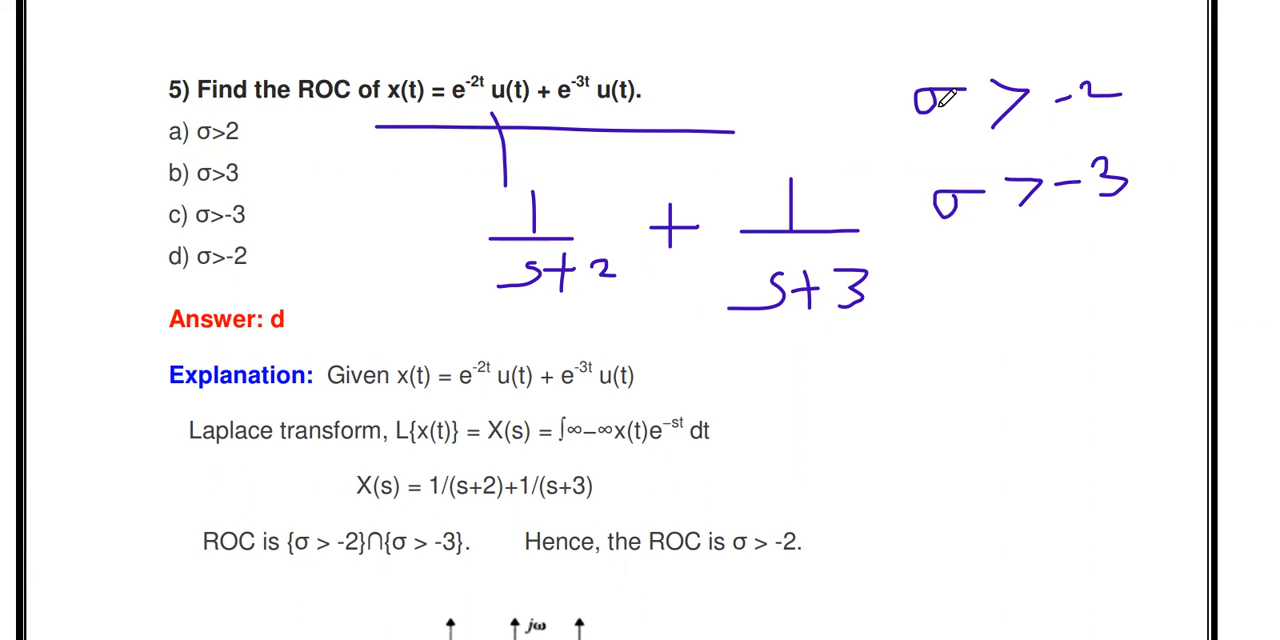 5) Find the ROC of x(t) = e⁻²ᵗ u(t) + e⁻³ᵗ u(t).
σ > -2
a) σ>2
b) σ>3
σ > -3
c) σ>-3
1/(s+2) + 1/(s+3)
d) σ>-2
Answer: d
Explanation: Given x(t) = e⁻²ᵗ u(t) + e⁻³ᵗ u(t)
Laplace transform, L{x(t)} = X(s) = ∫∞−∞x(t)e⁻ˢᵗ dt
X(s) = 1/(s+2)+1/(s+3)
ROC is {σ > -2}∩{σ > -3}. Hence, the ROC is σ > -2.
jω